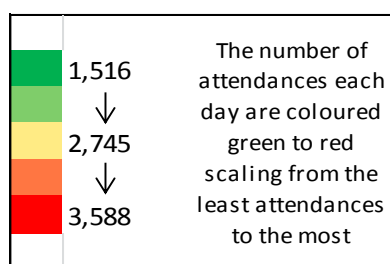 1,516
↓
2,745
↓
3,588
The number of
attendances each
day are coloured
green to red
scaling from the
least attendances
to the most